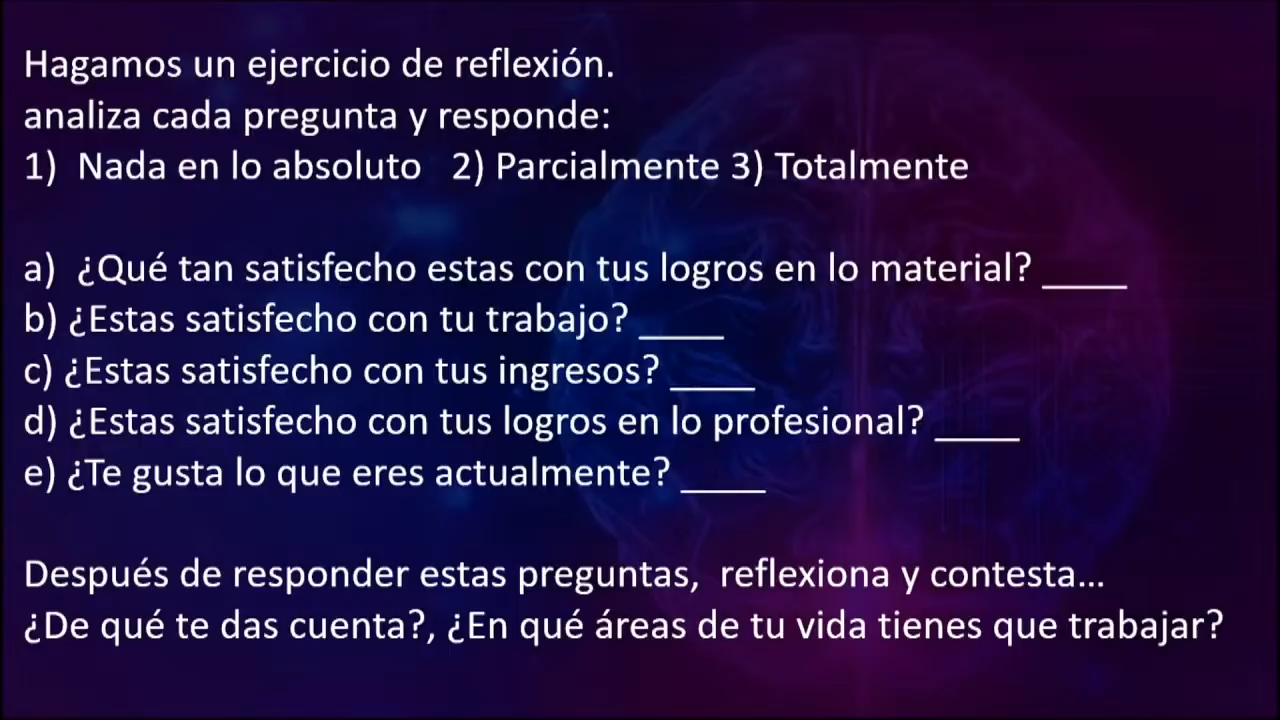 Hagamos un ejercicio de reflexión.
analiza cada pregunta y responde:
1)  Nada en lo absoluto   2) Parcialmente 3) Totalmente
a)  ¿Qué tan satisfecho estas con tus logros en lo material? ____
b) ¿Estas satisfecho con tu trabajo? ____
c) ¿Estas satisfecho con tus ingresos? ____
d) ¿Estas satisfecho con tus logros en lo profesional? ____
e) ¿Te gusta lo que eres actualmente? ____
Después de responder estas preguntas,  reflexiona y contesta...
¿De qué te das cuenta?, ¿En qué áreas de tu vida tienes que trabajar?